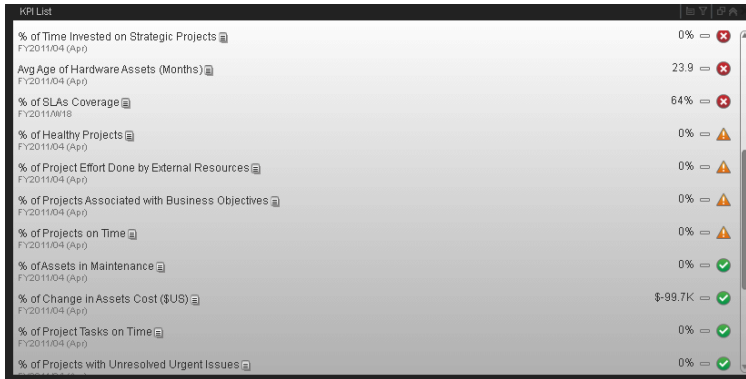 KPI List
% of Time Invested on Strategic Projects 0%
FY2011/04 (Apr)
Avg Age of Hardware Assets (Months) 23.9
FY2011/04 (Apr)
% of SLAs Coverage 64%
FY2011/W18
% of Healthy Projects 0%
FY2011/04 (Apr)
% of Project Effort Done by External Resources 0%
FY2011/04 (Apr)
% of Projects Associated with Business Objectives 0%
FY2011/04 (Apr)
% of Projects on Time 0%
FY2011/04 (Apr)
% of Assets in Maintenance 0%
FY2011/04 (Apr)
% of Change in Assets Cost ($US) $-99.7K
FY2011/04 (Apr)
% of Project Tasks on Time 0%
FY2011/04 (Apr)
% of Projects with Unresolved Urgent Issues 0%